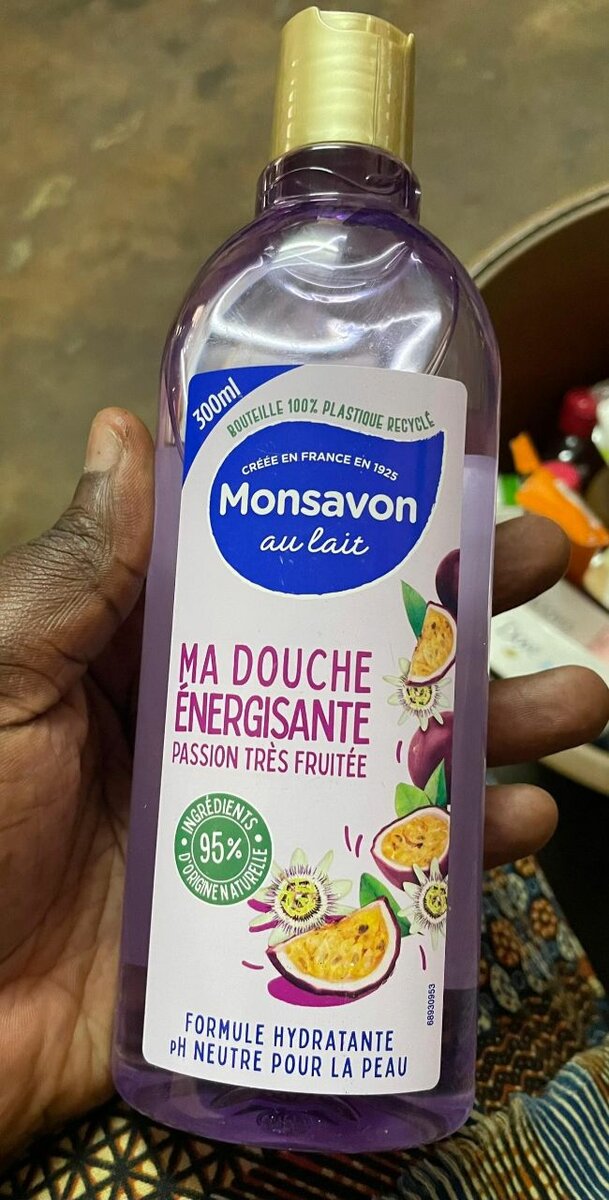 300ml
BOUTEILLE 100% PLASTIQUE RECYCLÉ
CRÉÉE EN FRANCE EN 1925
Monsavon
au lait
MA DOUCHE
ÉNERGISANTE
PASSION TRÈS FRUITÉE
INGRÉDIENTS
95%
D'ORIGINE NATURELLE
68930953
FORMULE HYDRATANTE
pH NEUTRE POUR LA PEAU